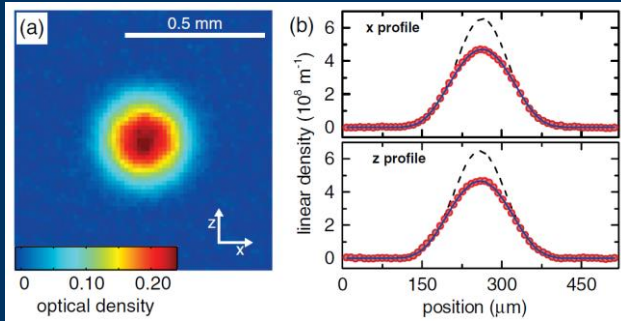 (a)
0.5 mm
z
x
0 0.10 0.20
optical density
(b)
x profile
6
4
2
0
z profile
6
4
2
0
linear density (10⁸ m⁻¹)
150 300 450
position (μm)